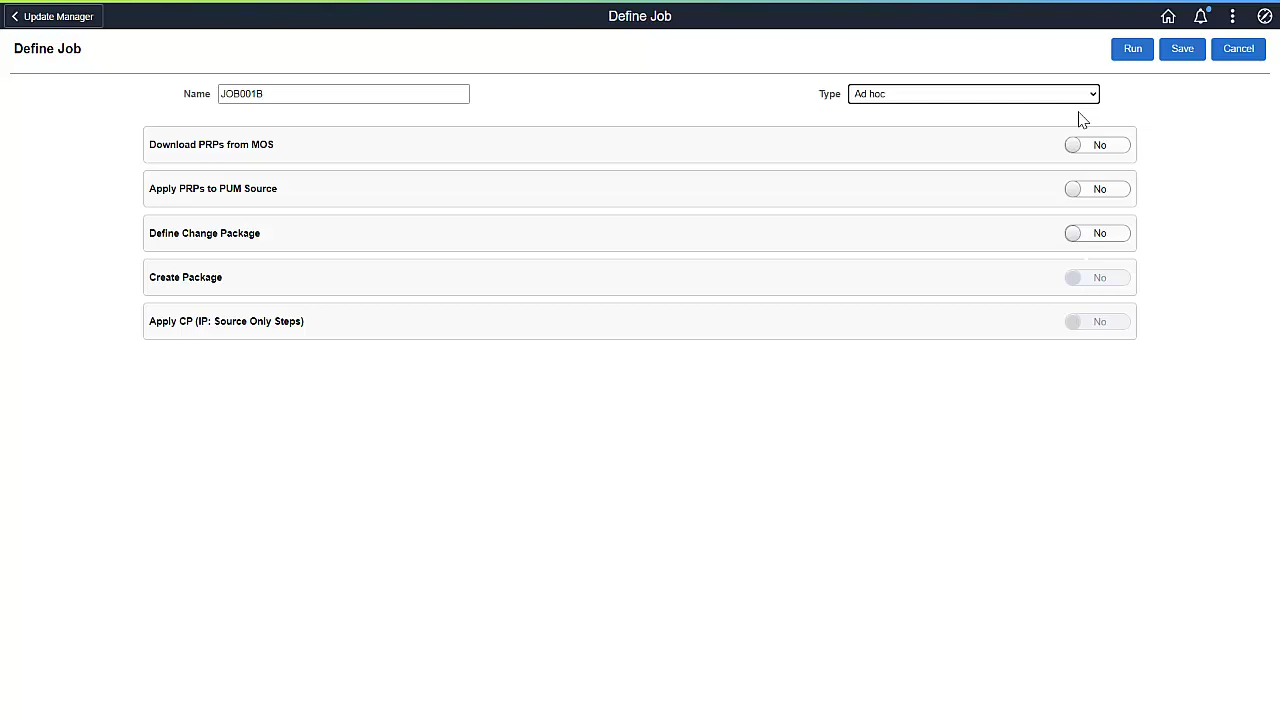 Update Manager
Define Job
Define Job
Run Save Cancel
Name JOB001B Type Ad hoc
Download PRPs from MOS No
Apply PRPs to PUM Source No
Define Change Package No
Create Package No
Apply CP (IP: Source Only Steps) No